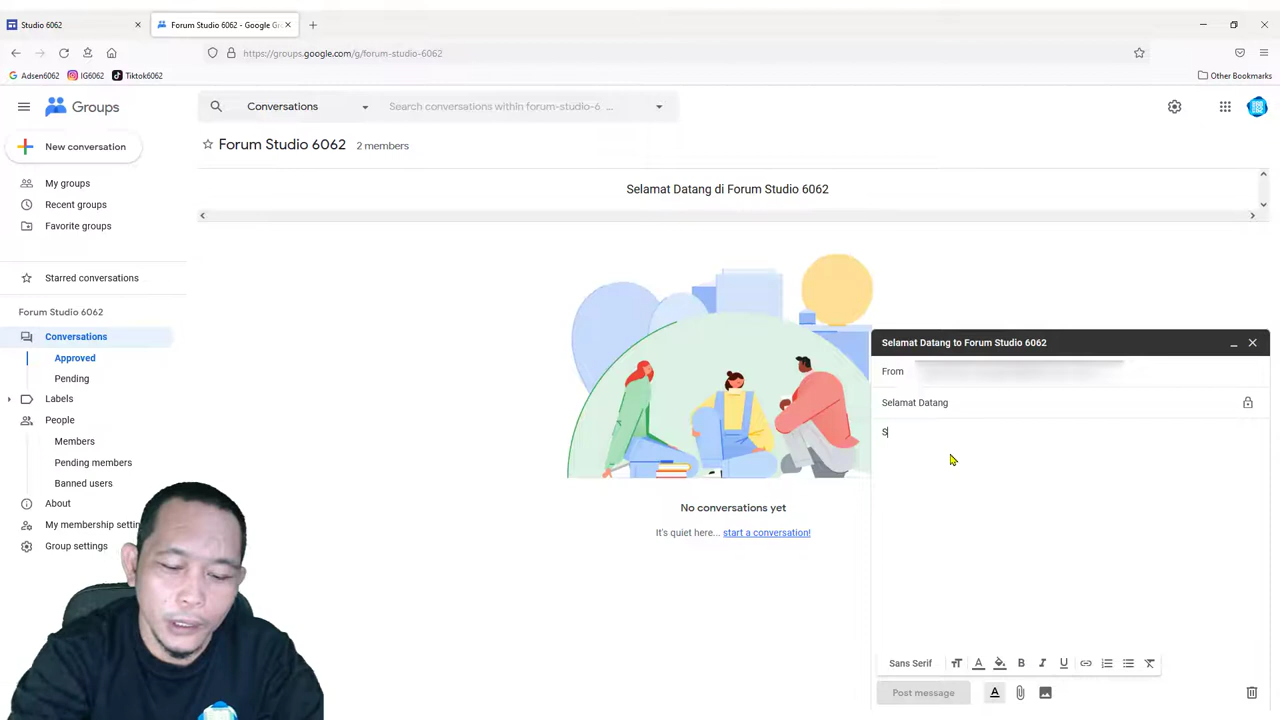 Studio 6062
Forum Studio 6062 - Google Gr
https://groups.google.com/g/forum-studio-6062
Adsen6062 IG6062 Tiktok6062
Other Bookmarks
Groups
Conversations
Search conversations within forum-studio-6 ...
New conversation
Forum Studio 6062 2 members
My groups
Recent groups
Favorite groups
Selamat Datang di Forum Studio 6062
Starred conversations
Forum Studio 6062
Conversations
Approved
Pending
Labels
People
Members
Pending members
Banned users
About
My membership settin
Group settings
No conversations yet
It's quiet here... start a conversation!
Selamat Datang to Forum Studio 6062
From
Selamat Datang
S
Sans Serif
Post message